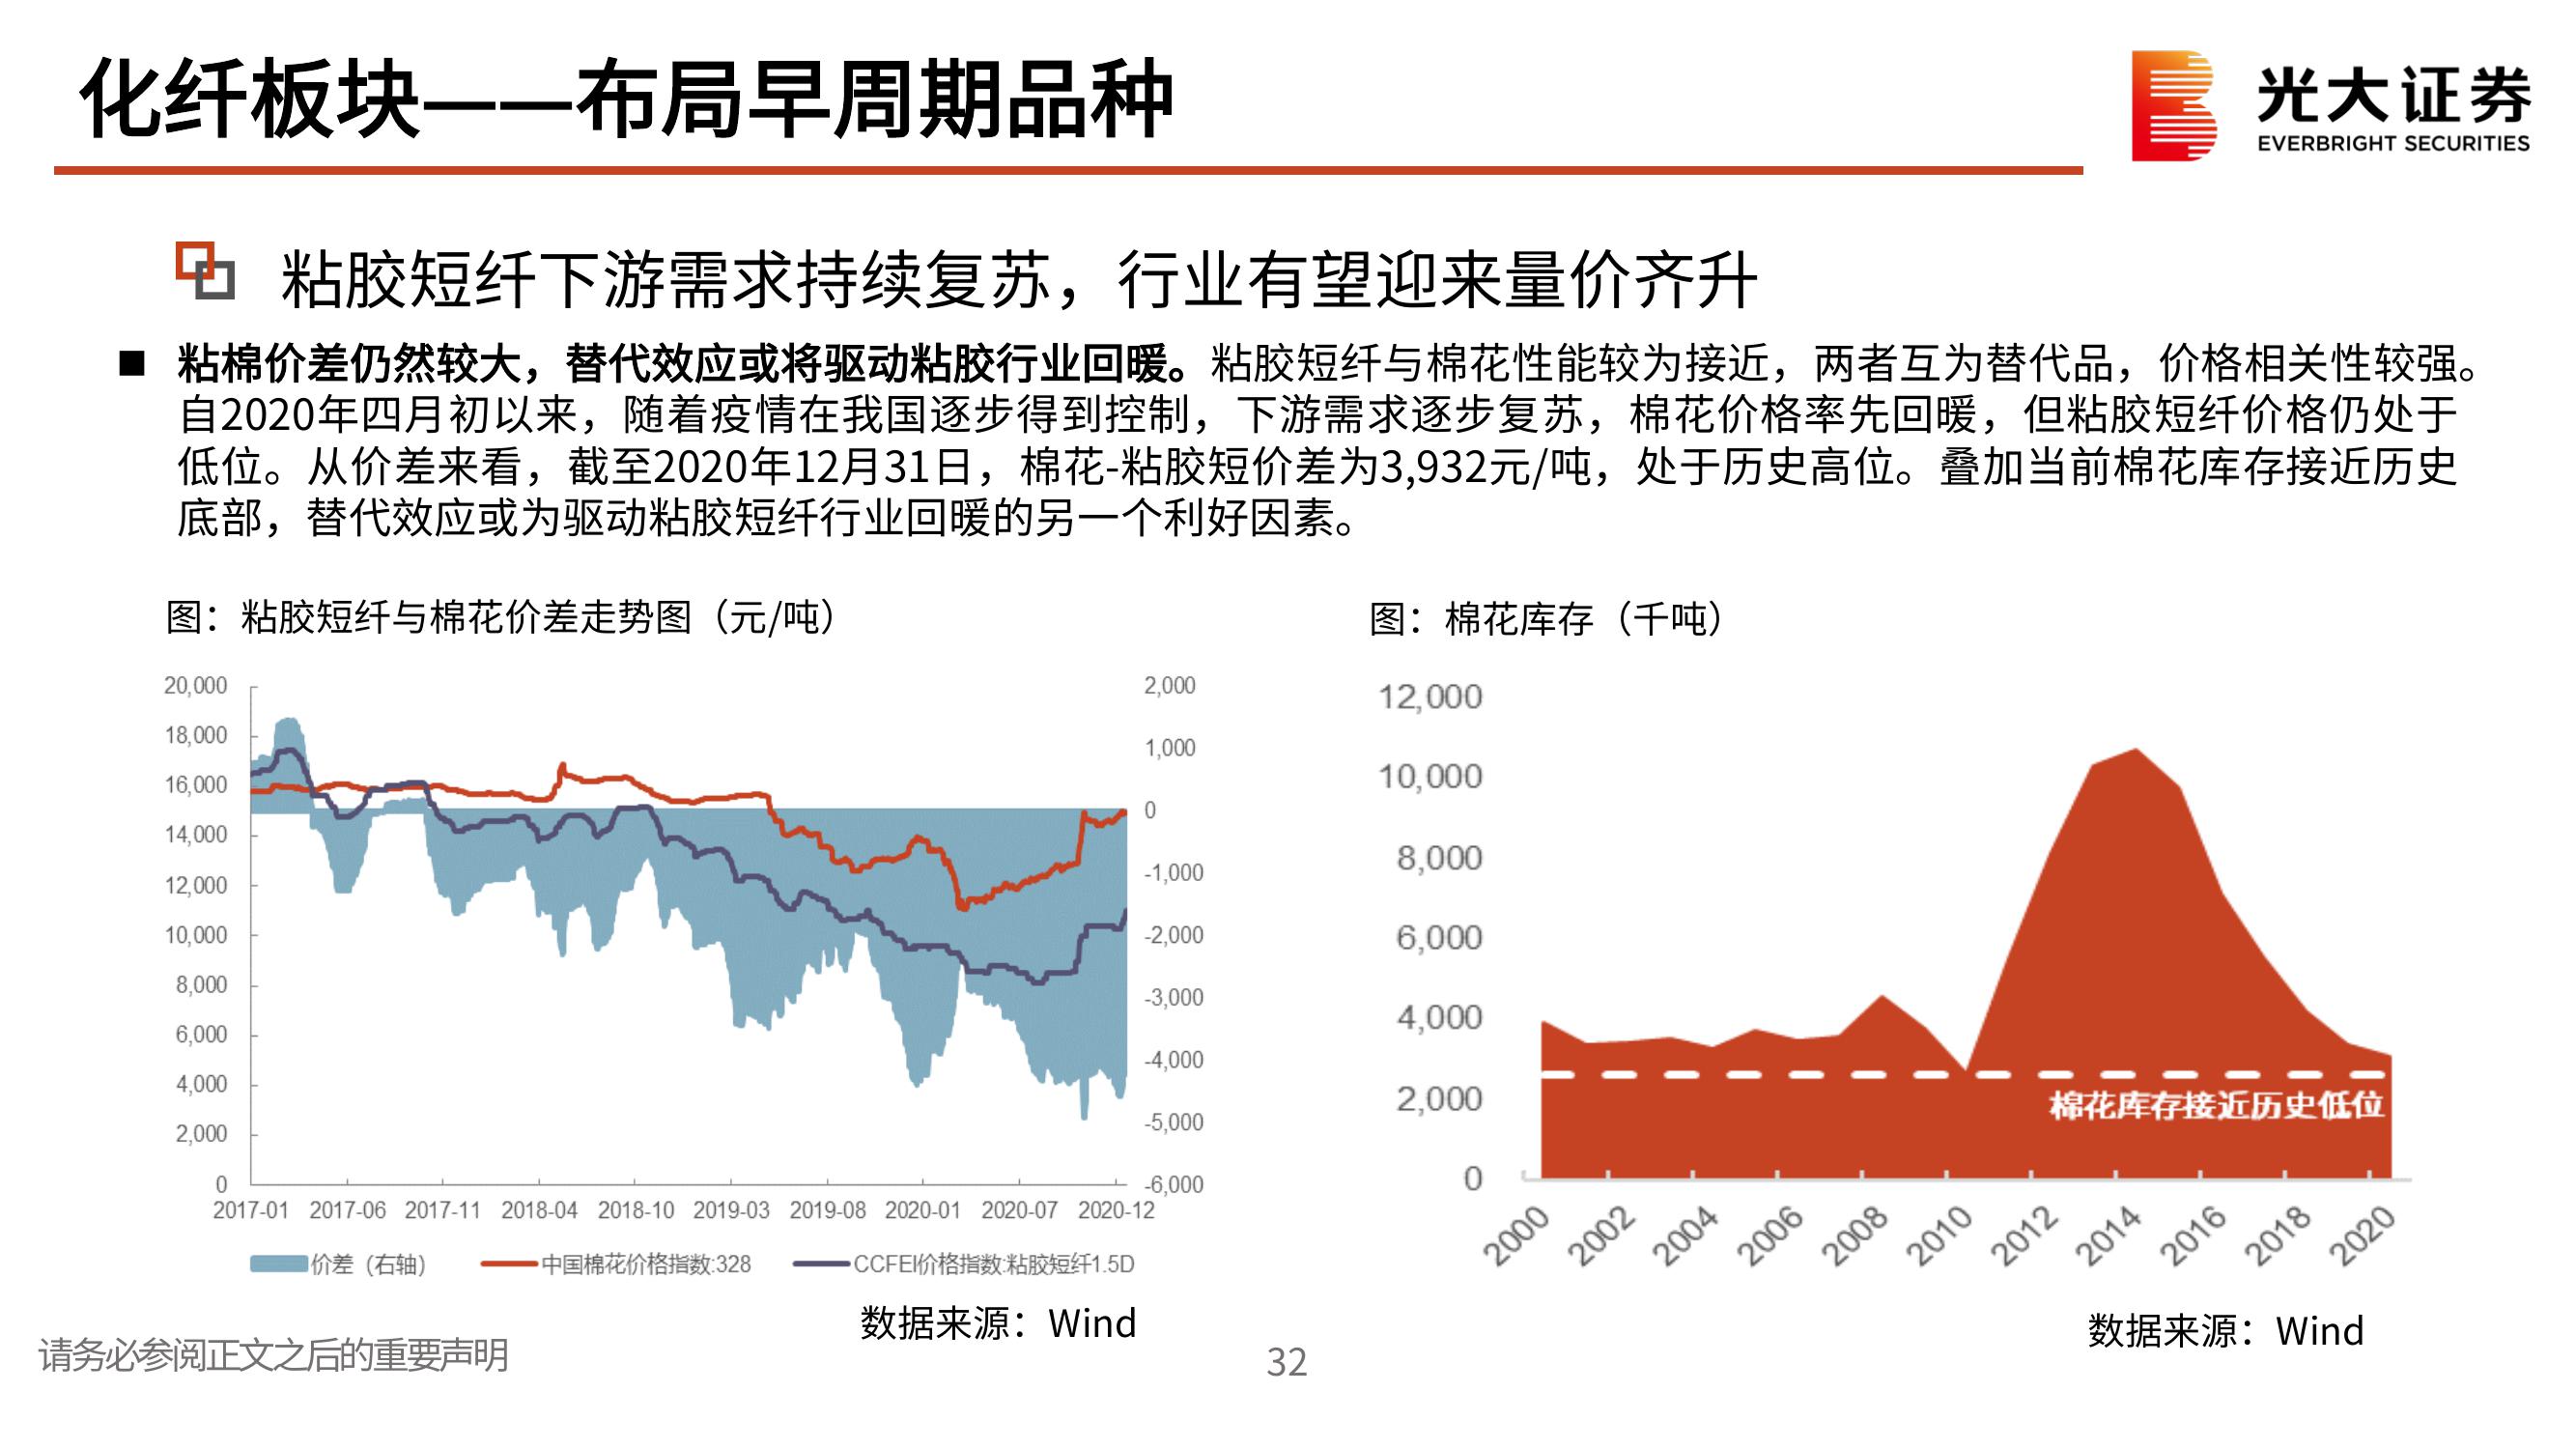 化纤板块——布局早周期品种
光大证券
EVERBRIGHT SECURITIES
粘胶短纤下游需求持续复苏，行业有望迎来量价齐升
粘棉价差仍然较大，替代效应或将驱动粘胶行业回暖。粘胶短纤与棉花性能较为接近，两者互为替代品，价格相关性较强。
自2020年四月初以来，随着疫情在我国逐步得到控制，下游需求逐步复苏，棉花价格率先回暖，但粘胶短纤价格仍处于
低位。从价差来看，截至2020年12月31日，棉花-粘胶短价差为3,932元/吨，处于历史高位。叠加当前棉花库存接近历史
底部，替代效应或为驱动粘胶短纤行业回暖的另一个利好因素。
图：粘胶短纤与棉花价差走势图（元/吨）
20,000
18,000
16,000
14,000
12,000
10,000
8,000
6,000
4,000
2,000
0
2,000
1,000
0
-1,000
-2,000
-3,000
-4,000
-5,000
-6,000
2017-01 2017-06 2017-11 2018-04 2018-10 2019-03 2019-08 2020-01 2020-07 2020-12
价差（右轴） 中国棉花价格指数:328 CCFEI价格指数:粘胶短纤1.5D
数据来源：Wind
图：棉花库存（千吨）
12,000
10,000
8,000
6,000
4,000
2,000
0
棉花库存接近历史低位
2000 2002 2004 2006 2008 2010 2012 2014 2016 2018 2020
数据来源：Wind
请务必参阅正文之后的重要声明
32